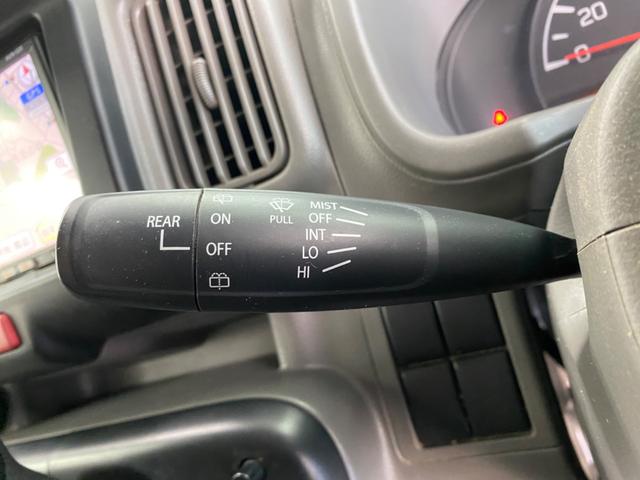 20
0
MIST
REAR
ON
PULL
OFF
INT
OFF
LO
HI